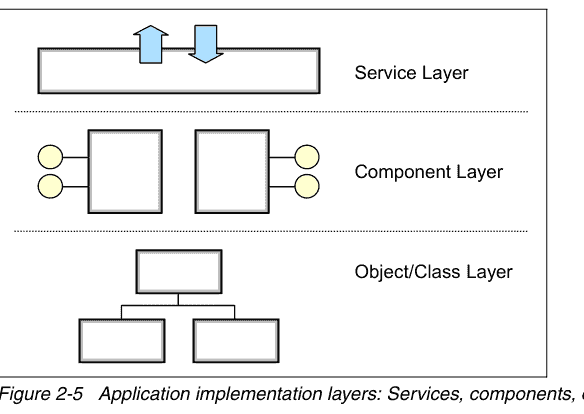 Service Layer
Component Layer
Object/Class Layer
Figure 2-5 Application implementation layers: Services, components,